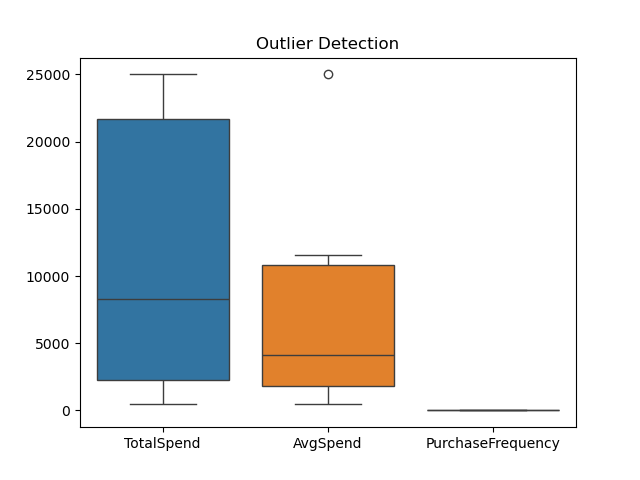 Outlier Detection
25000
20000
15000
10000
5000
0
TotalSpend
AvgSpend
PurchaseFrequency